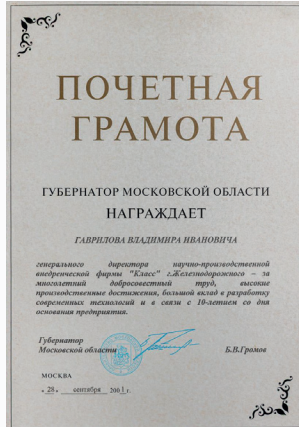 ПОЧЕТНАЯ
ГРАМОТА
ГУБЕРНАТОР МОСКОВСКОЙ ОБЛАСТИ
НАГРАЖДАЕТ
ГАВРИЛОВА ВЛАДИМИРА ИВАНОВИЧА
генерального директора научно-производственной
внедренческой фирмы "Класс" г.Железнодорожного – за
многолетний добросовестный труд, высокие
производственные достижения, большой вклад в разработку
современных технологий и в связи с 10-летием со дня
основания предприятия.
Губернатор
Московской области Б.В.Громов
МОСКВА
« 28 » сентября 2001 г.